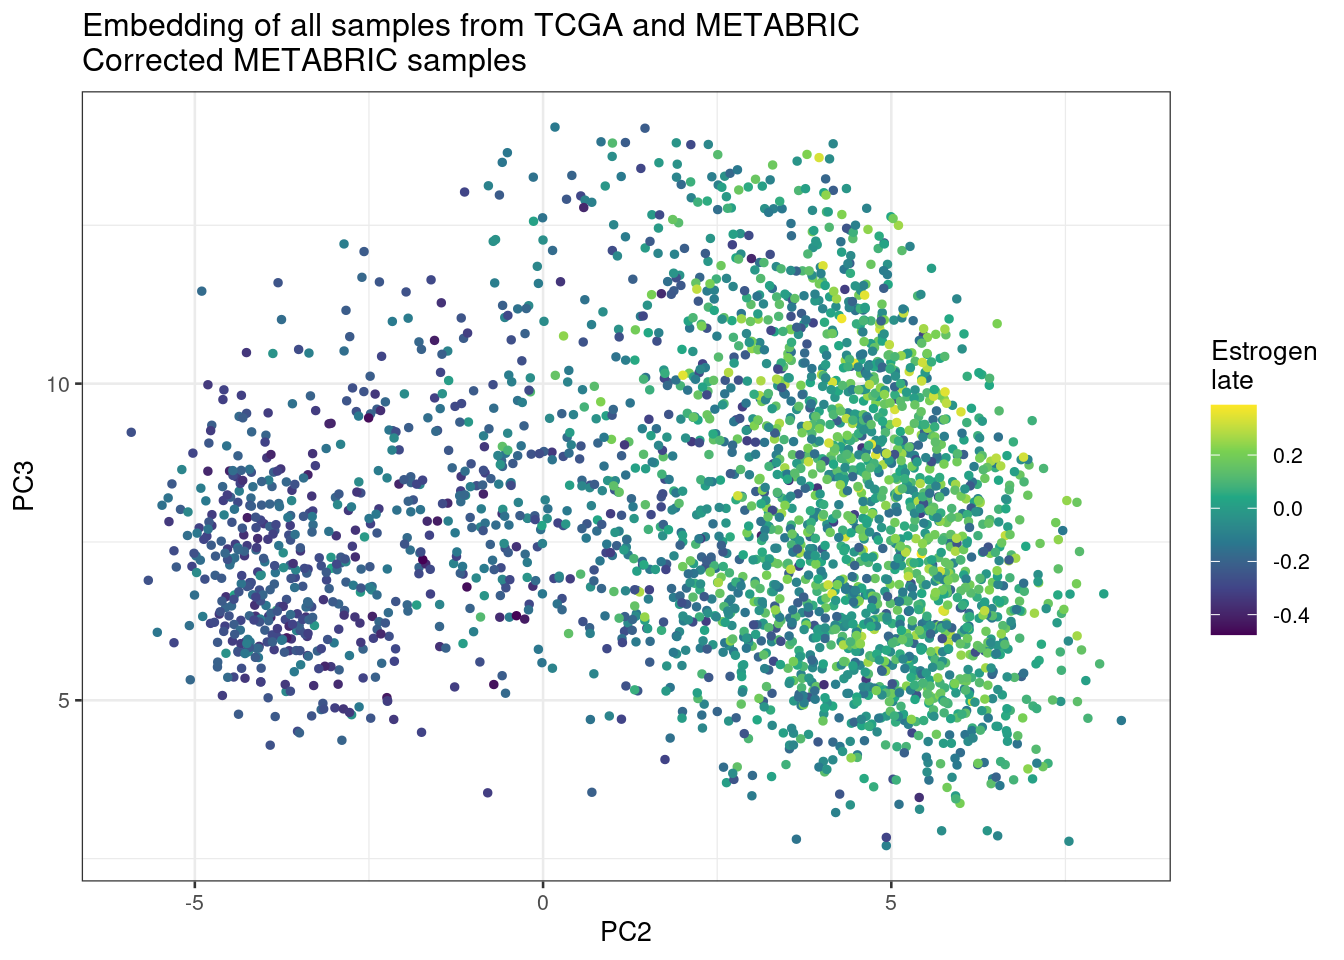 Embedding of all samples from TCGA and METABRIC
Corrected METABRIC samples
PC3
10
5
-5
0
5
PC2
Estrogen
late
0.2
0.0
-0.2
-0.4